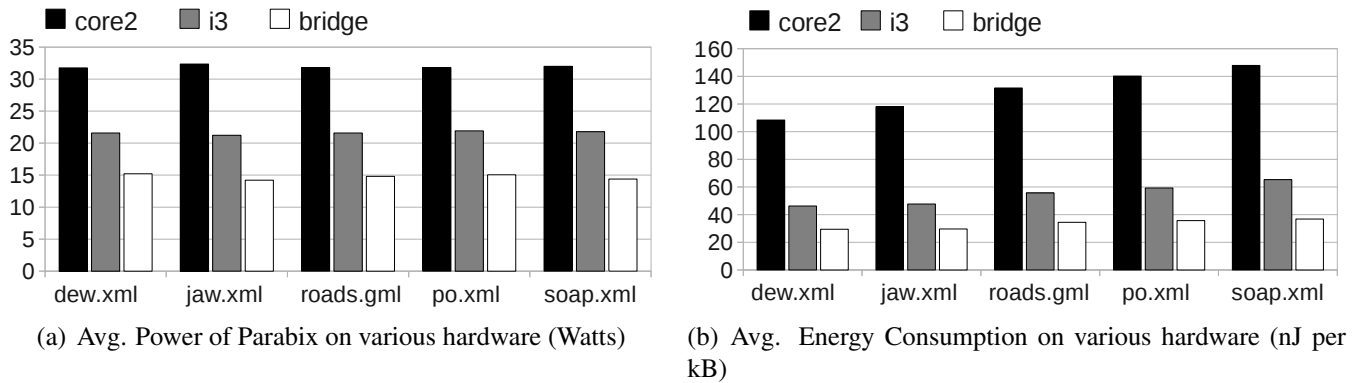 core2 i3 bridge
35
30
25
20
15
10
5
0
dew.xml jaw.xml roads.gml po.xml soap.xml
(a) Avg. Power of Parabix on various hardware (Watts)
core2 i3 bridge
160
140
120
100
80
60
40
20
0
dew.xml jaw.xml roads.gml po.xml soap.xml
(b) Avg. Energy Consumption on various hardware (nJ per
kB)